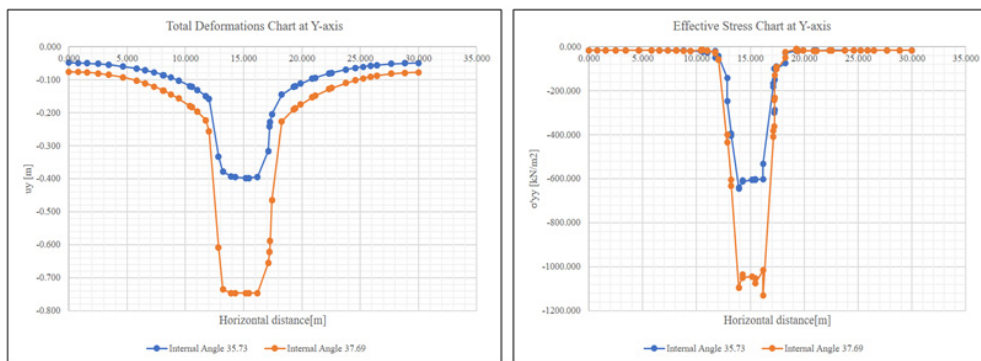 Total Deformations Chart at Y-axis
0.000
0.000 5.000 10.000 15.000 20.000 25.000 30.000 35.000
-0.100
-0.200
-0.300
-0.400
-0.500
-0.600
-0.700
-0.800
uy [m]
Horizontal distance[m]
Internal Angle 35.73 Internal Angle 37.69
Effective Stress Chart at Y-axis
0.000
0.000 5.000 10.000 15.000 20.000 25.000 30.000 35.000
-200.000
-400.000
-600.000
-800.000
-1000.000
-1200.000
σ'yy [kN/m2]
Horizontal distance[m]
Internal Angle 35.73 Internal Angle 37.69